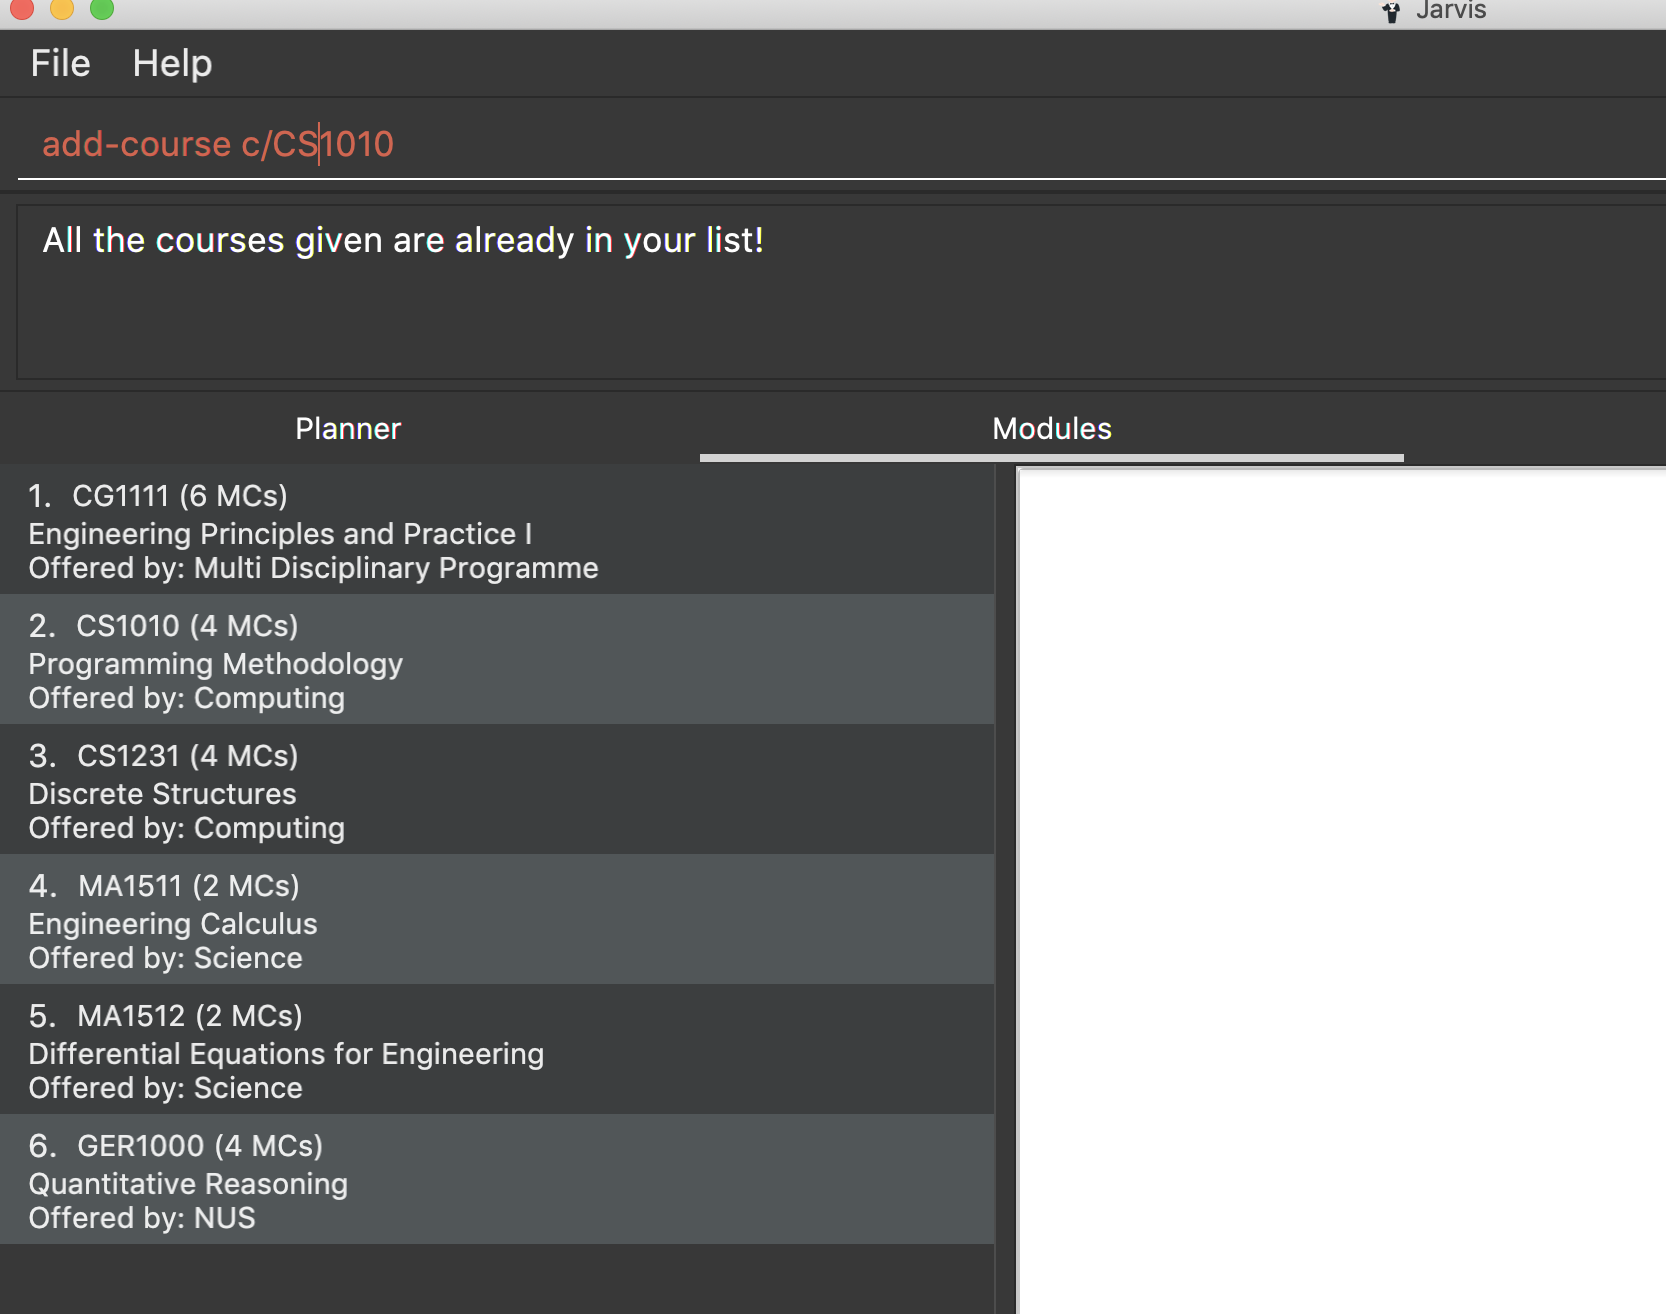 Jarvis
File Help
add-course c/CS1010
All the courses given are already in your list!
Planner Modules
1. CG1111 (6 MCs)
Engineering Principles and Practice I
Offered by: Multi Disciplinary Programme
2. CS1010 (4 MCs)
Programming Methodology
Offered by: Computing
3. CS1231 (4 MCs)
Discrete Structures
Offered by: Computing
4. MA1511 (2 MCs)
Engineering Calculus
Offered by: Science
5. MA1512 (2 MCs)
Differential Equations for Engineering
Offered by: Science
6. GER1000 (4 MCs)
Quantitative Reasoning
Offered by: NUS